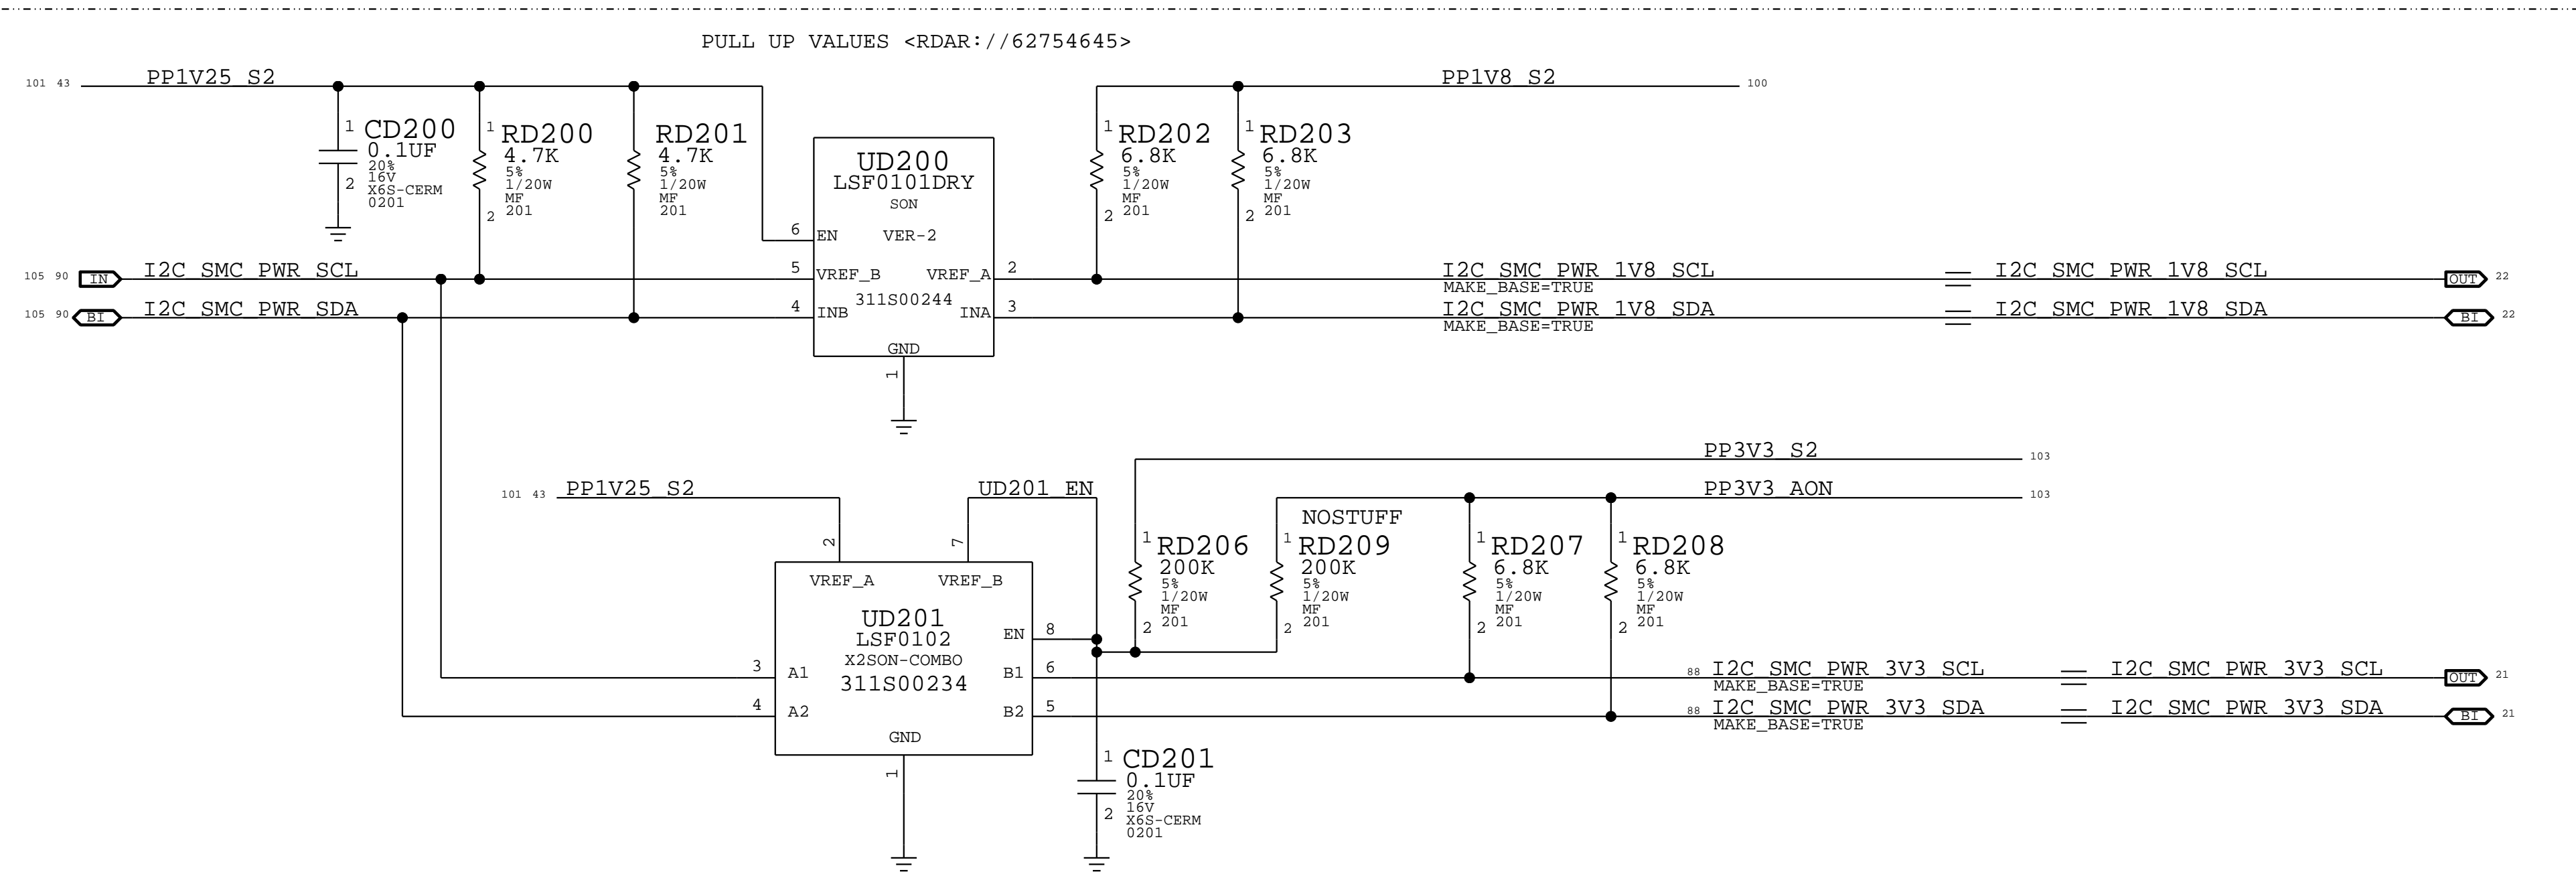 PULL UP VALUES <RDAR://62754645>
101 43 PP1V25_S2
PP1V8_S2 100
1 CD200
0.1UF
20%
16V
2 X6S-CERM
0201
1 RD200
4.7K
5%
1/20W
MF
2 201
RD201
4.7K
5%
1/20W
MF
201
UD200
LSF0101DRY
SON
6 EN VER-2
5 VREF_B VREF_A 2
311S00244
4 INB INA 3
GND
1
1 RD202
6.8K
5%
1/20W
MF
2 201
1 RD203
6.8K
5%
1/20W
MF
2 201
105 90 IN I2C_SMC_PWR_SCL
105 90 BI I2C_SMC_PWR_SDA
I2C_SMC_PWR_1V8_SCL I2C_SMC_PWR_1V8_SCL OUT 22
MAKE_BASE=TRUE
I2C_SMC_PWR_1V8_SDA I2C_SMC_PWR_1V8_SDA BI 22
MAKE_BASE=TRUE
PP3V3_S2 103
101 43 PP1V25_S2
UD201_EN
PP3V3_AON 103
2 7
VREF_A VREF_B
UD201
LSF0102
EN 8
X2SON-COMBO
3 A1 B1 6
311S00234
4 A2 B2 5
GND
1
1 RD206
200K
5%
1/20W
MF
2 201
NOSTUFF
1 RD209
200K
5%
1/20W
MF
2 201
1 RD207
6.8K
5%
1/20W
MF
2 201
1 RD208
6.8K
5%
1/20W
MF
2 201
88 I2C_SMC_PWR_3V3_SCL I2C_SMC_PWR_3V3_SCL OUT 21
MAKE_BASE=TRUE
88 I2C_SMC_PWR_3V3_SDA I2C_SMC_PWR_3V3_SDA BI 21
MAKE_BASE=TRUE
1 CD201
0.1UF
20%
16V
2 X6S-CERM
0201